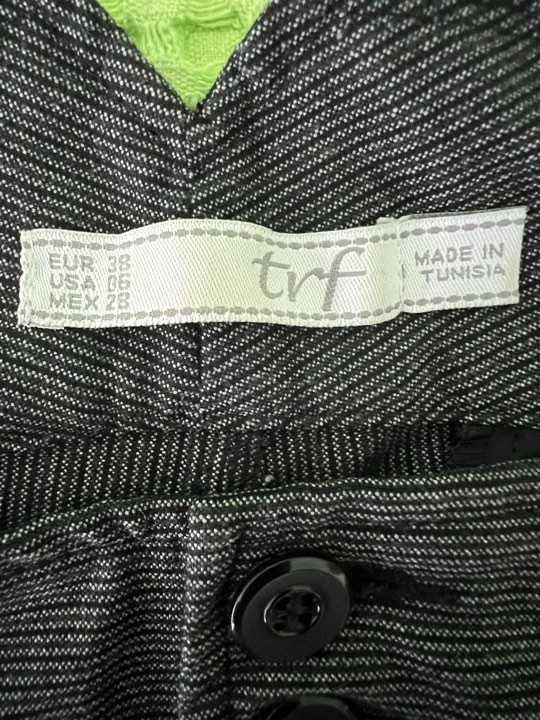 EUR 38
USA 06
MEX 28
trf
MADE IN
TUNISIA